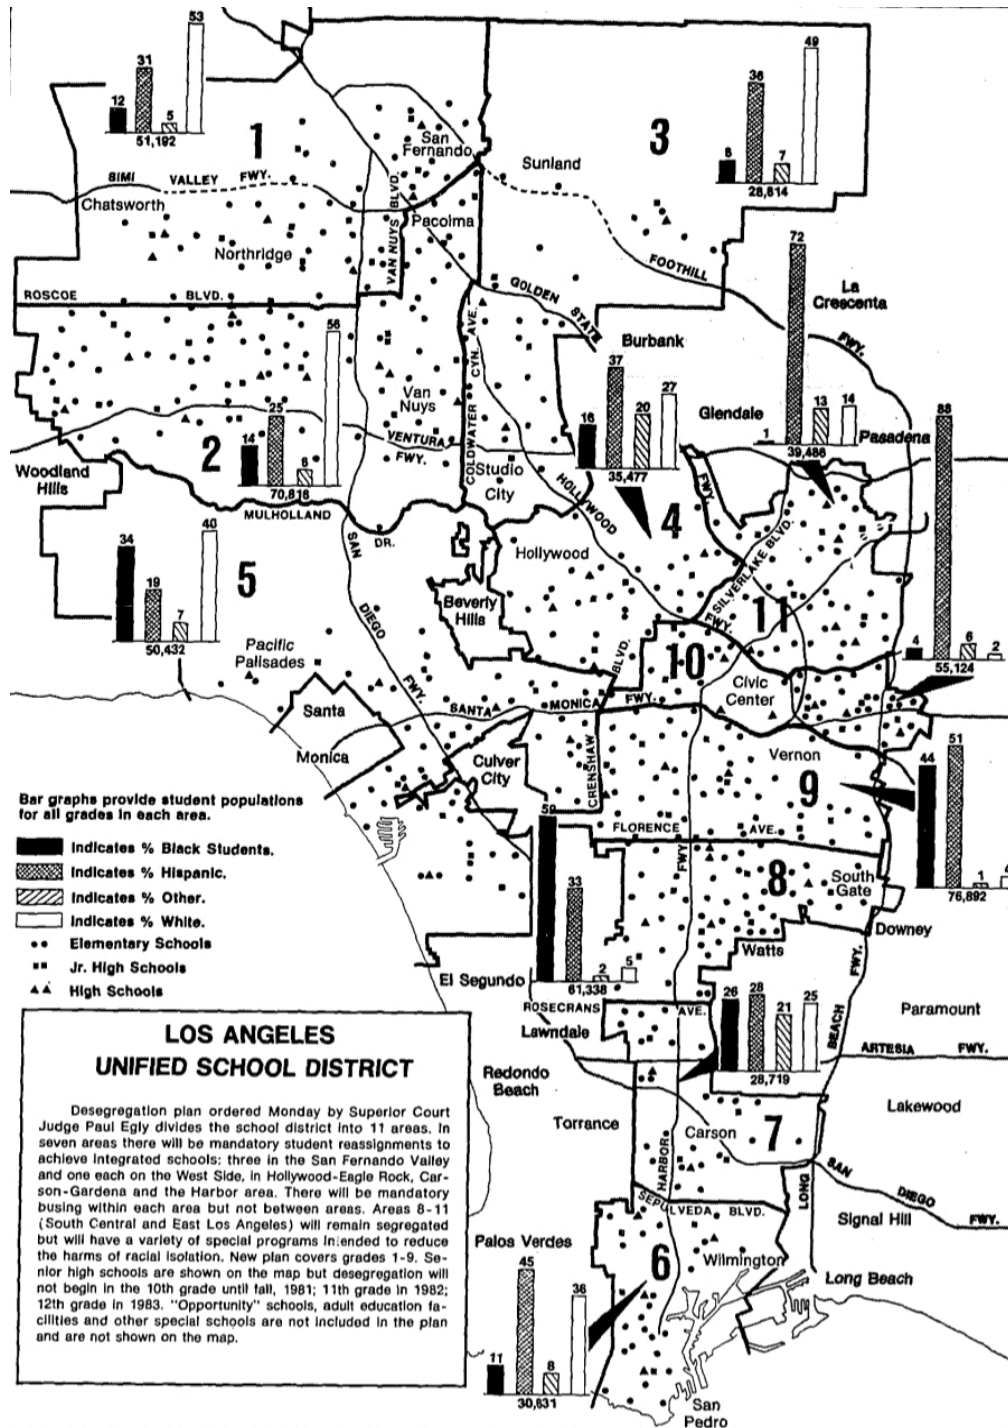 53
49
31
36
12
5
8
7
51,192
28,814
1
3
San
Fernando
Sunland
SIMI VALLEY FWY.
Chatsworth
VAN NUYS BLVD.
Pacoima
72
Northridge
FOOTHILL
FWY.
GOLDEN
STATE
La
Crescenta
ROSCOE BLVD.
COLDWATER CYN. AVE.
56
Burbank
37
16
20
27
35,477
Van
Nuys
Glendale
1
13
14
39,486
88
Pasadena
25
14
6
70,816
2
VENTURA
FWY.
Studio
City
Woodland
Hills
MULHOLLAND
DR.
HOLLYWOOD
FWY.
FWY.
4
40
34
19
7
50,432
5
SAN
DIEGO
FWY.
Hollywood
Beverly
Hills
SILVERLAKE BLVD.
11
4
6
2
55,124
Pacific
Palisades
BLVD.
10
Civic
Center
Santa
Monica
SANTA
MONICA
FWY.
Culver
City
CRENSHAW
Vernon
9
51
44
1
4
76,892
Bar graphs provide student populations
for all grades in each area.
Indicates % Black Students.
Indicates % Hispanic.
Indicates % Other.
Indicates % White.
Elementary Schools
Jr. High Schools
High Schools
59
33
2
5
61,338
FLORENCE AVE.
FWY.
8
South
Gate
Downey
Watts
FWY.
El Segundo
ROSECRANS
AVE.
Lawndale
26
28
21
25
28,719
BEACH
Paramount
ARTESIA FWY.
Redondo
Beach
Lakewood
Torrance
Carson
7
HARBOR
LONG
SAN
DIEGO
FWY.
SEPULVEDA BLVD.
Signal Hill
Palos Verdes
6
Wilmington
Long Beach
45
36
11
8
30,631
San
Pedro
LOS ANGELES
UNIFIED SCHOOL DISTRICT
Desegregation plan ordered Monday by Superior Court
Judge Paul Egly divides the school district into 11 areas. In
seven areas there will be mandatory student reassignments to
achieve integrated schools: three in the San Fernando Valley
and one each on the West Side, in Hollywood-Eagle Rock, Car-
son-Gardena and the Harbor area. There will be mandatory
busing within each area but not between areas. Areas 8-11
(South Central and East Los Angeles) will remain segregated
but will have a variety of special programs intended to reduce
the harms of racial isolation. New plan covers grades 1-9. Se-
nior high schools are shown on the map but desegregation will
not begin in the 10th grade until fall, 1981; 11th grade in 1982;
12th grade in 1983. "Opportunity" schools, adult education fa-
cilities and other special schools are not included in the plan
and are not shown on the map.